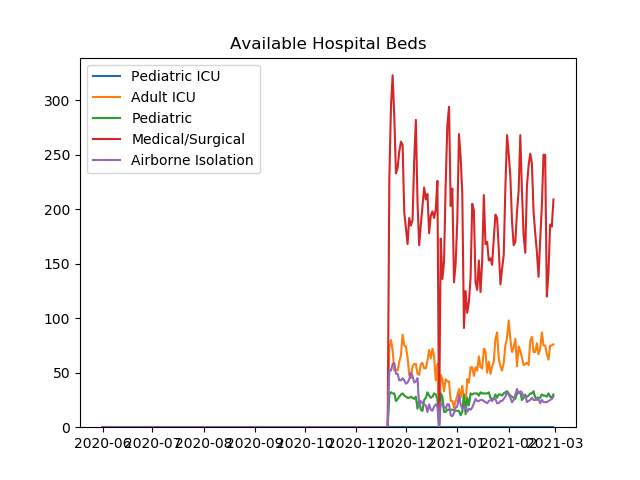 Available Hospital Beds
Pediatric ICU
Adult ICU
Pediatric
Medical/Surgical
Airborne Isolation
300
250
200
150
100
50
0
2020-06 2020-07 2020-08 2020-09 2020-10 2020-11 2020-12 2021-01 2021-02 2021-03